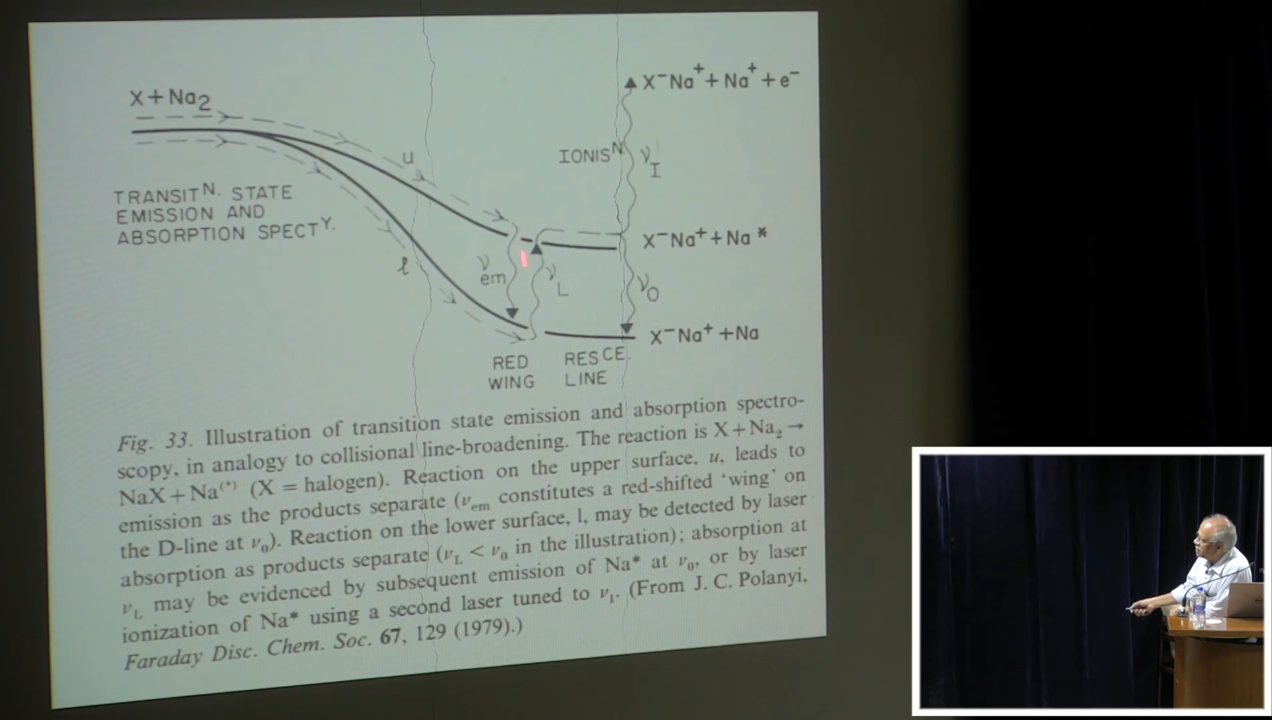 X⁻Na⁺ + Na⁺ + e⁻
X + Na₂
IONISᴺ
ν_I
u
TRANSITᴺ. STATE
EMISSION AND
ABSORPTION SPECTʸ.
X⁻Na⁺ + Na*
l
ν_em
ν_L
ν_O
X⁻Na⁺ + Na
RED
WING
RESᶜᴱ.
LINE
Fig. 33. Illustration of transition state emission and absorption spectro-
scopy, in analogy to collisional line-broadening. The reaction is X + Na₂ →
NaX + Na⁽*⁾ (X = halogen). Reaction on the upper surface, u, leads to
emission as the products separate (ν_em constitutes a red-shifted ‘wing’ on
the D-line at ν₀). Reaction on the lower surface, l, may be detected by laser
absorption as products separate (ν_L < ν₀ in the illustration); absorption at
ν_L may be evidenced by subsequent emission of Na* at ν₀, or by laser
ionization of Na* using a second laser tuned to ν_I. (From J. C. Polanyi,
Faraday Disc. Chem. Soc. 67, 129 (1979).)